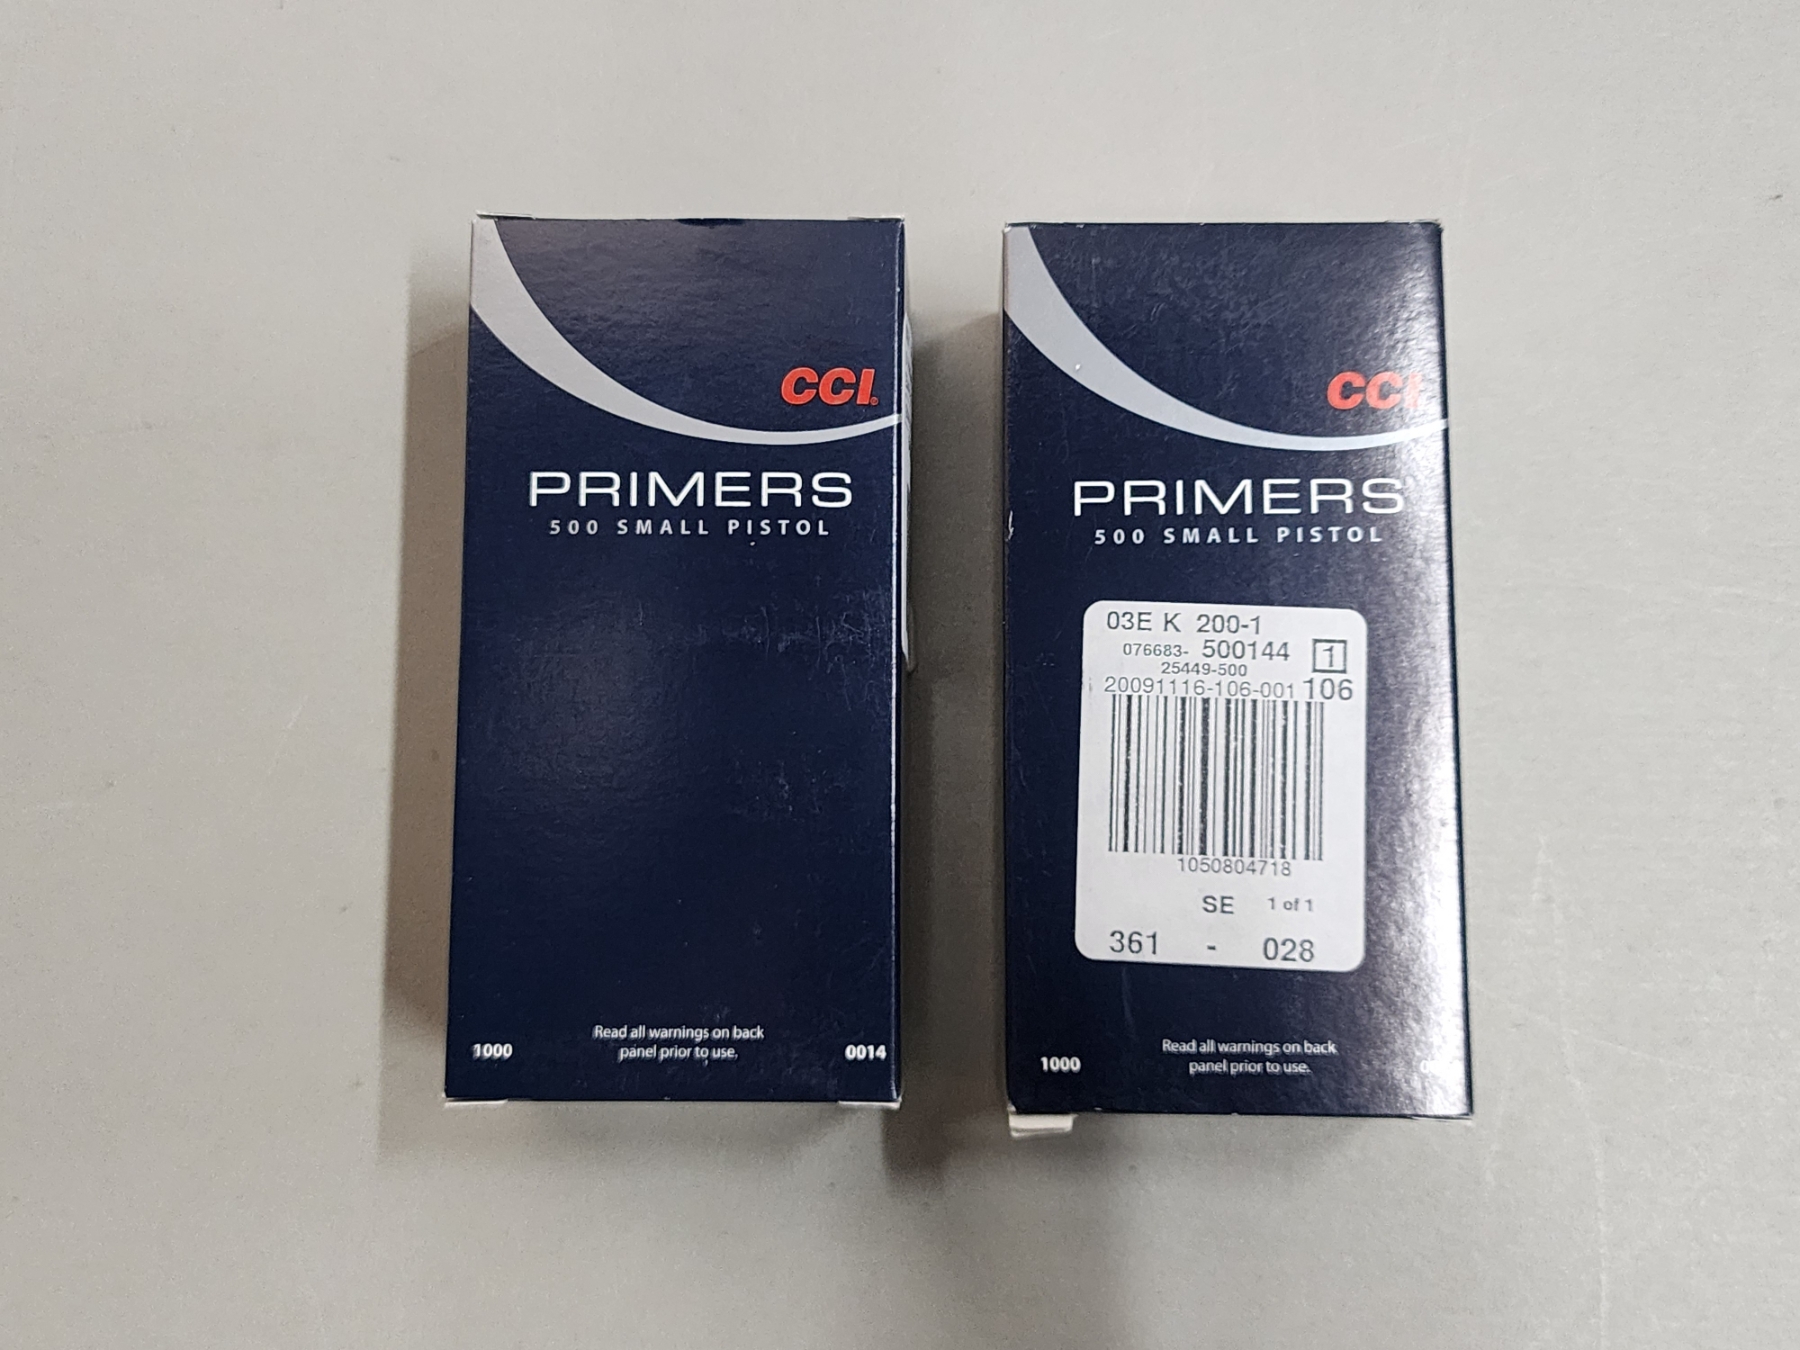 CCI®
PRIMERS
500 SMALL PISTOL
Read all warnings on back
panel prior to use.
1000
0014
CCI
PRIMERS
500 SMALL PISTOL
03E K 200-1
076683- 500144 1
25449-500
20091116-106-001 106
1050804718
SE 1 of 1
361 - 028
Read all warnings on back
panel prior to use.
1000